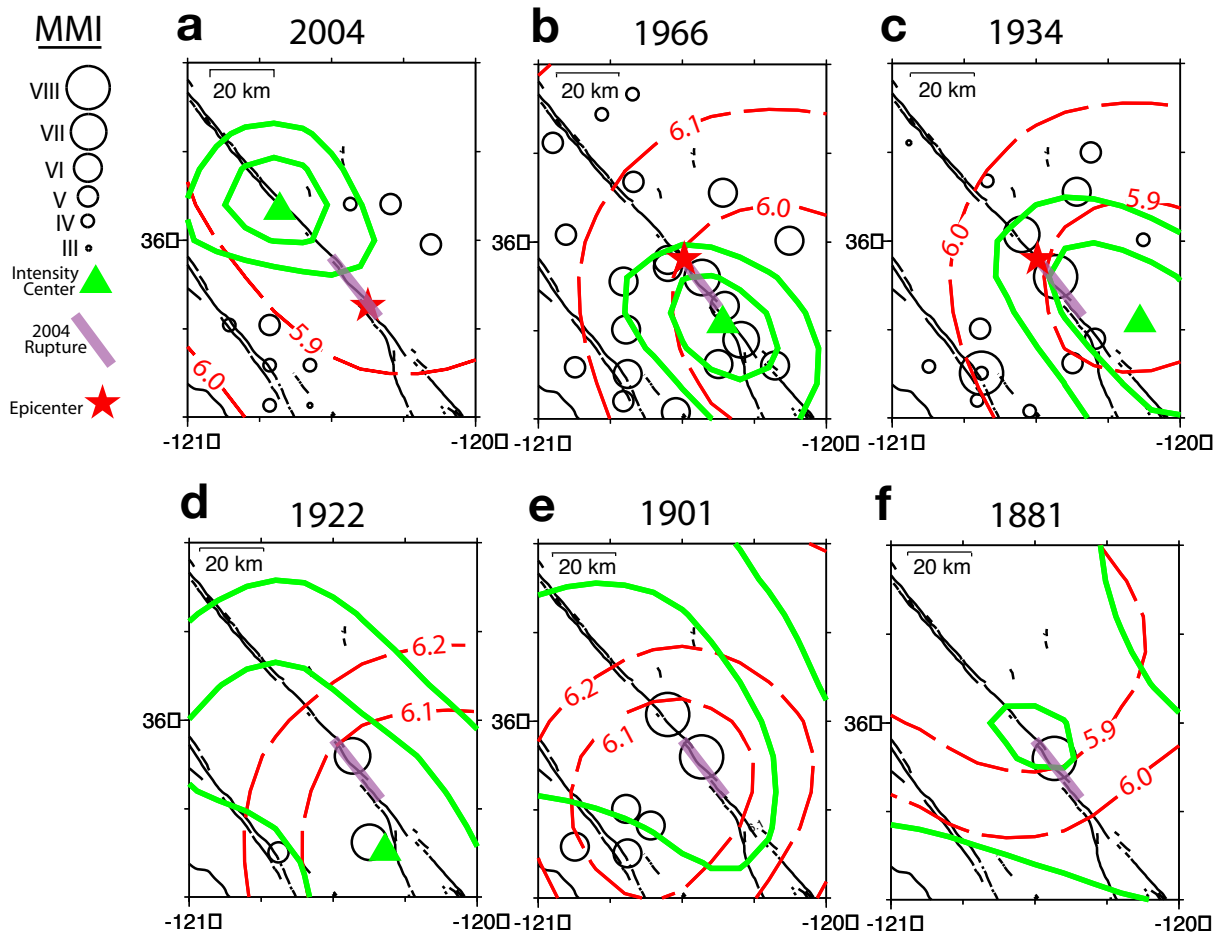 MMI
VIII
VII
VI
V
IV
III
Intensity
Center
2004
Rupture
Epicenter
a
2004
20 km
36□
5.9
6.0
-121□
-120□
b
1966
20 km
6.1
6.0
-121□
-120□
c
1934
20 km
5.9
6.0
36□
-121□
-120□
d
1922
20 km
6.2
6.1
36□
-121□
-120□
e
1901
20 km
6.2
6.1
36□
-121□
-120□
f
1881
20 km
36□
5.9
6.0
-121□
-120□